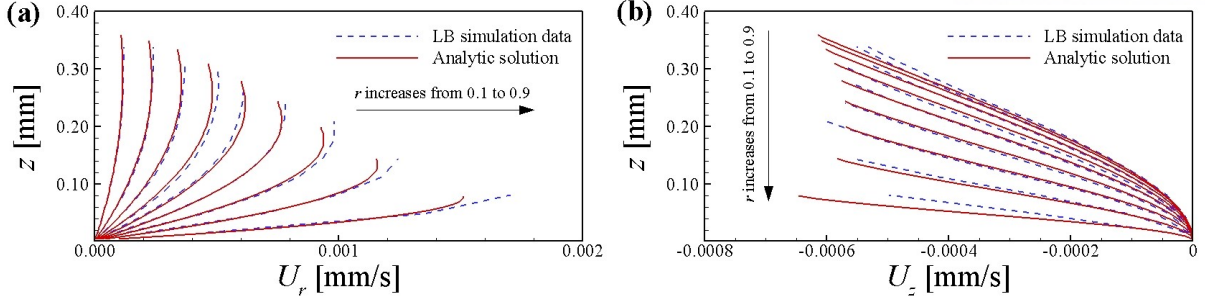 (a)
0.40
0.30
0.20
0.10
z [mm]
LB simulation data
Analytic solution
r increases from 0.1 to 0.9
0.000
0.001
0.002
U_r [mm/s]
(b)
0.40
0.30
0.20
0.10
z [mm]
LB simulation data
Analytic solution
r increases from 0.1 to 0.9
-0.0008
-0.0006
-0.0004
-0.0002
0
U_z [mm/s]